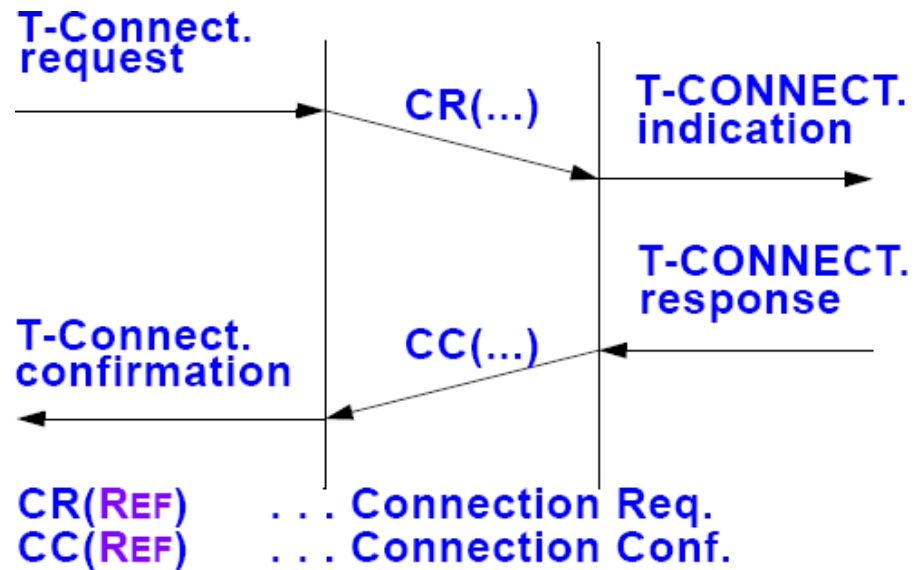 T-Connect.
request
CR(...)
T-CONNECT.
indication
T-CONNECT.
response
T-Connect.
confirmation
CC(...)
CR(REF) . . . Connection Req.
CC(REF) . . . Connection Conf.